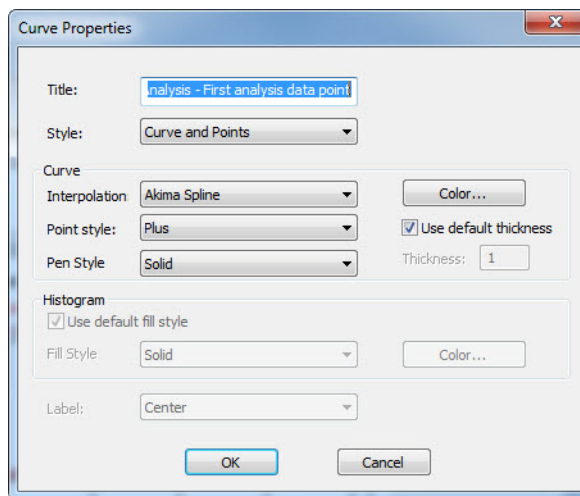 Curve Properties
Title: nalysis - First analysis data point
Style: Curve and Points
Curve
Interpolation Akima Spline Color...
Point style: Plus Use default thickness
Pen Style Solid Thickness: 1
Histogram
Use default fill style
Fill Style Solid Color...
Label: Center
OK Cancel